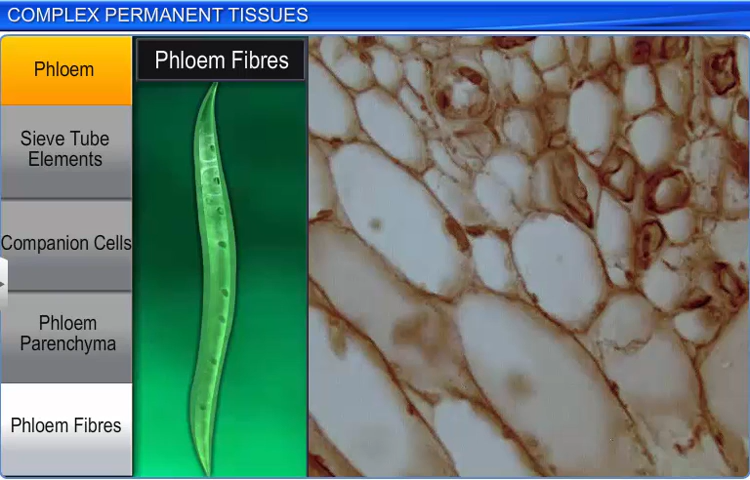 COMPLEX PERMANENT TISSUES
Phloem
Phloem Fibres
Sieve Tube
Elements
Companion Cells
Phloem
Parenchyma
Phloem Fibres